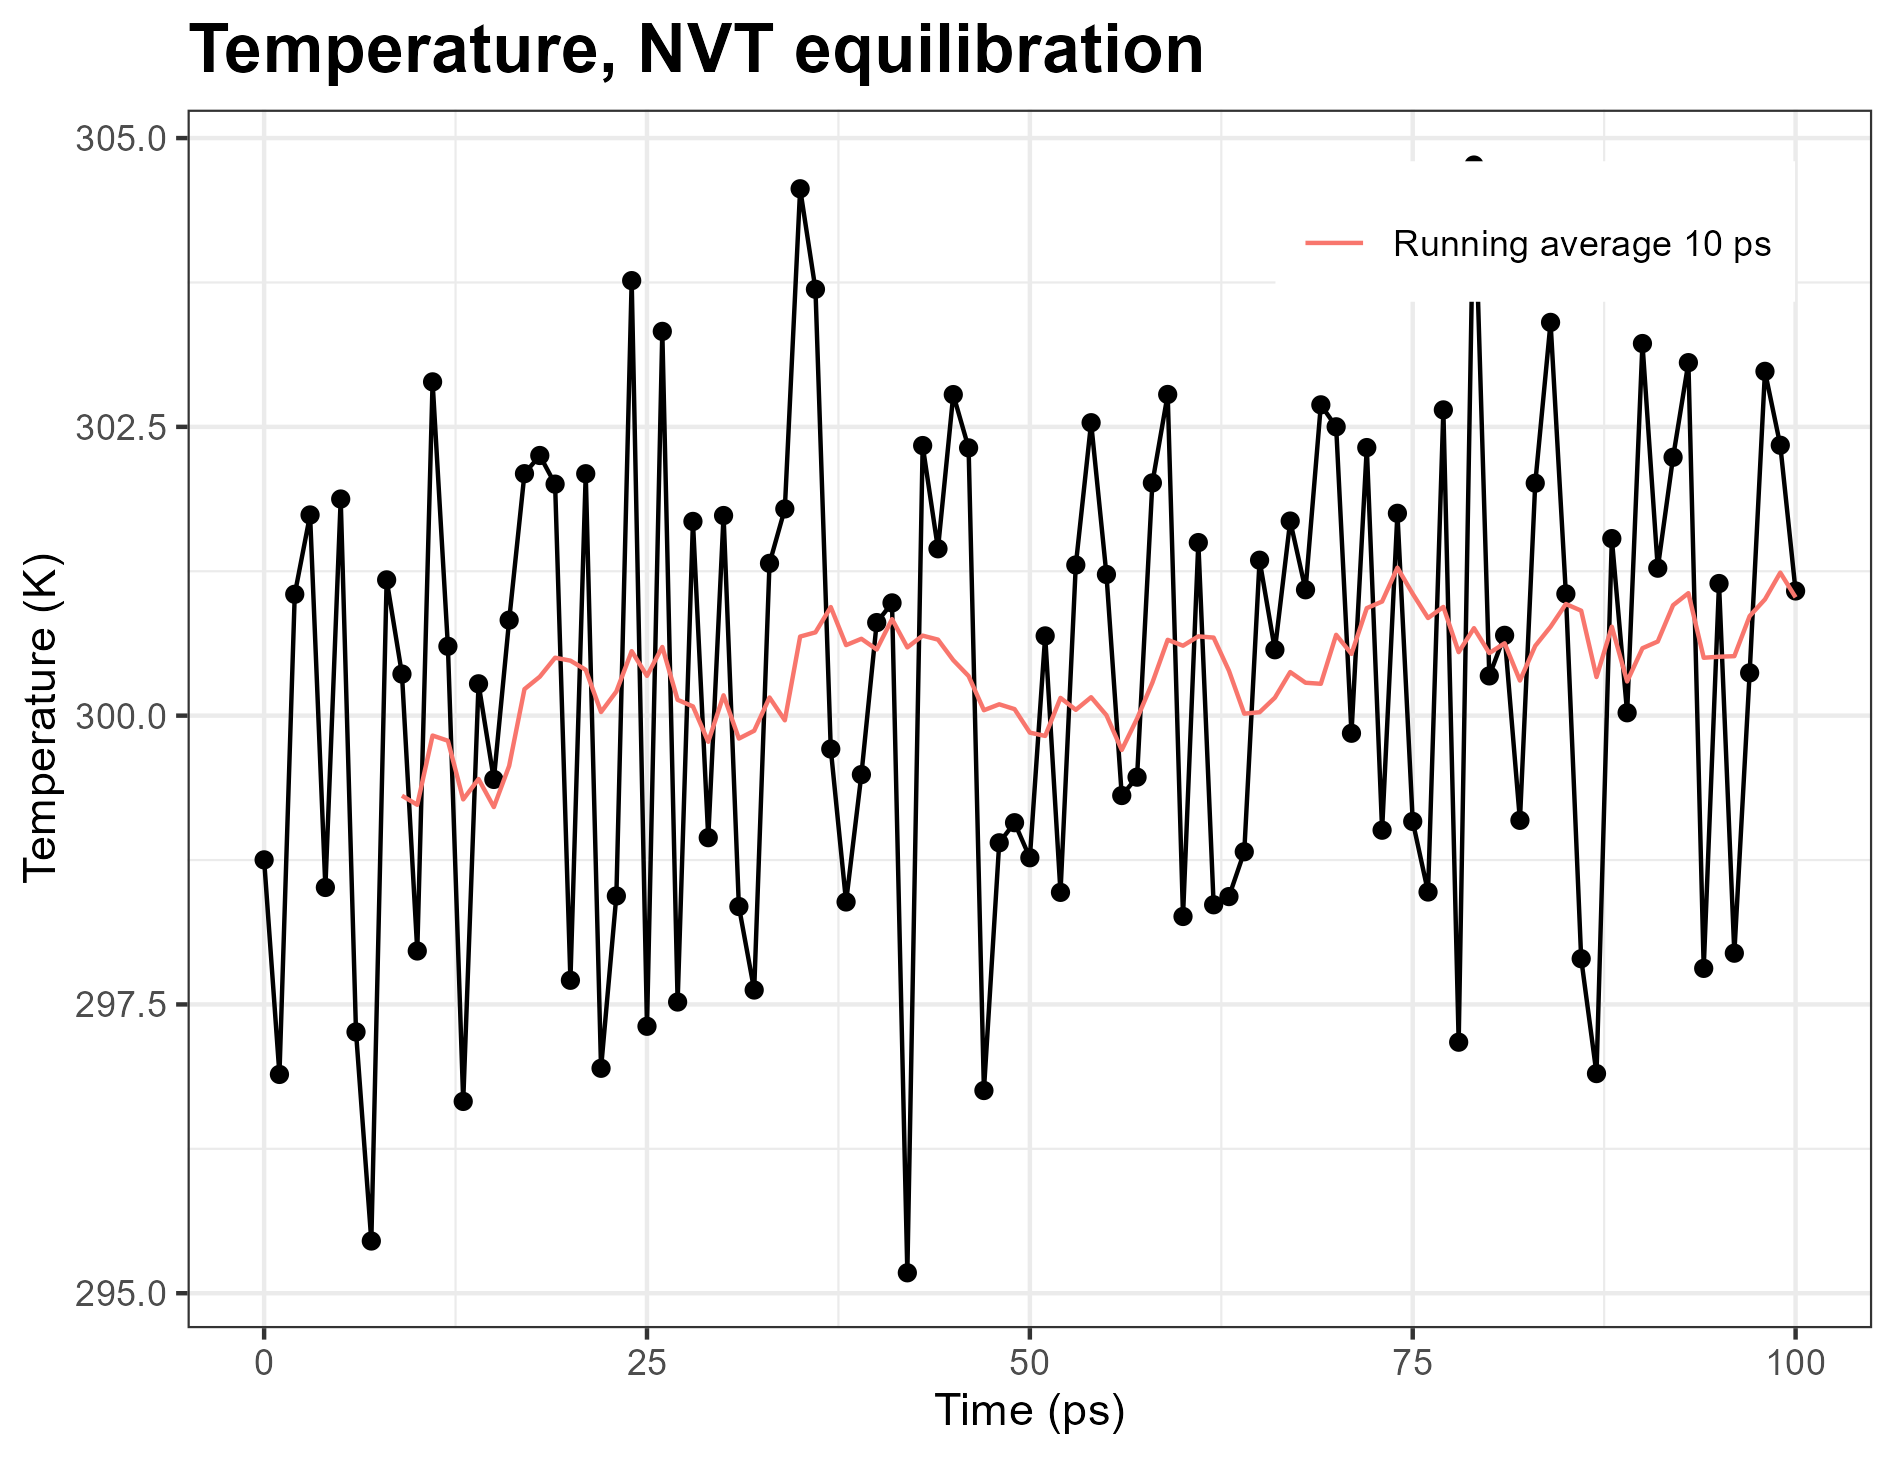 Temperature, NVT equilibration
305.0
302.5
300.0
297.5
295.0
Temperature (K)
Running average 10 ps
0
25
50
75
100
Time (ps)